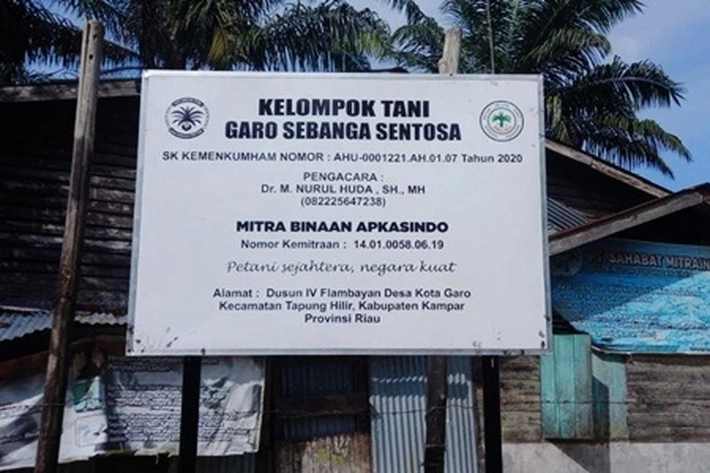 KELOMPOK TANI
GARO SEBANGA SENTOSA
SK KEMENKUMHAM NOMOR : AHU-0001221.AH.01.07 Tahun 2020
PENGACARA :
Dr. M. NURUL HUDA , SH., MH
(082225647238)
MITRA BINAAN APKASINDO
Nomor Kemitraan : 14.01.0058.06.19
Petani sejahtera, negara kuat
Alamat : Dusun IV Flambayan Desa Kota Garo
Kecamatan Tapung Hilir, Kabupaten Kampar
Provinsi Riau
SAHABAT